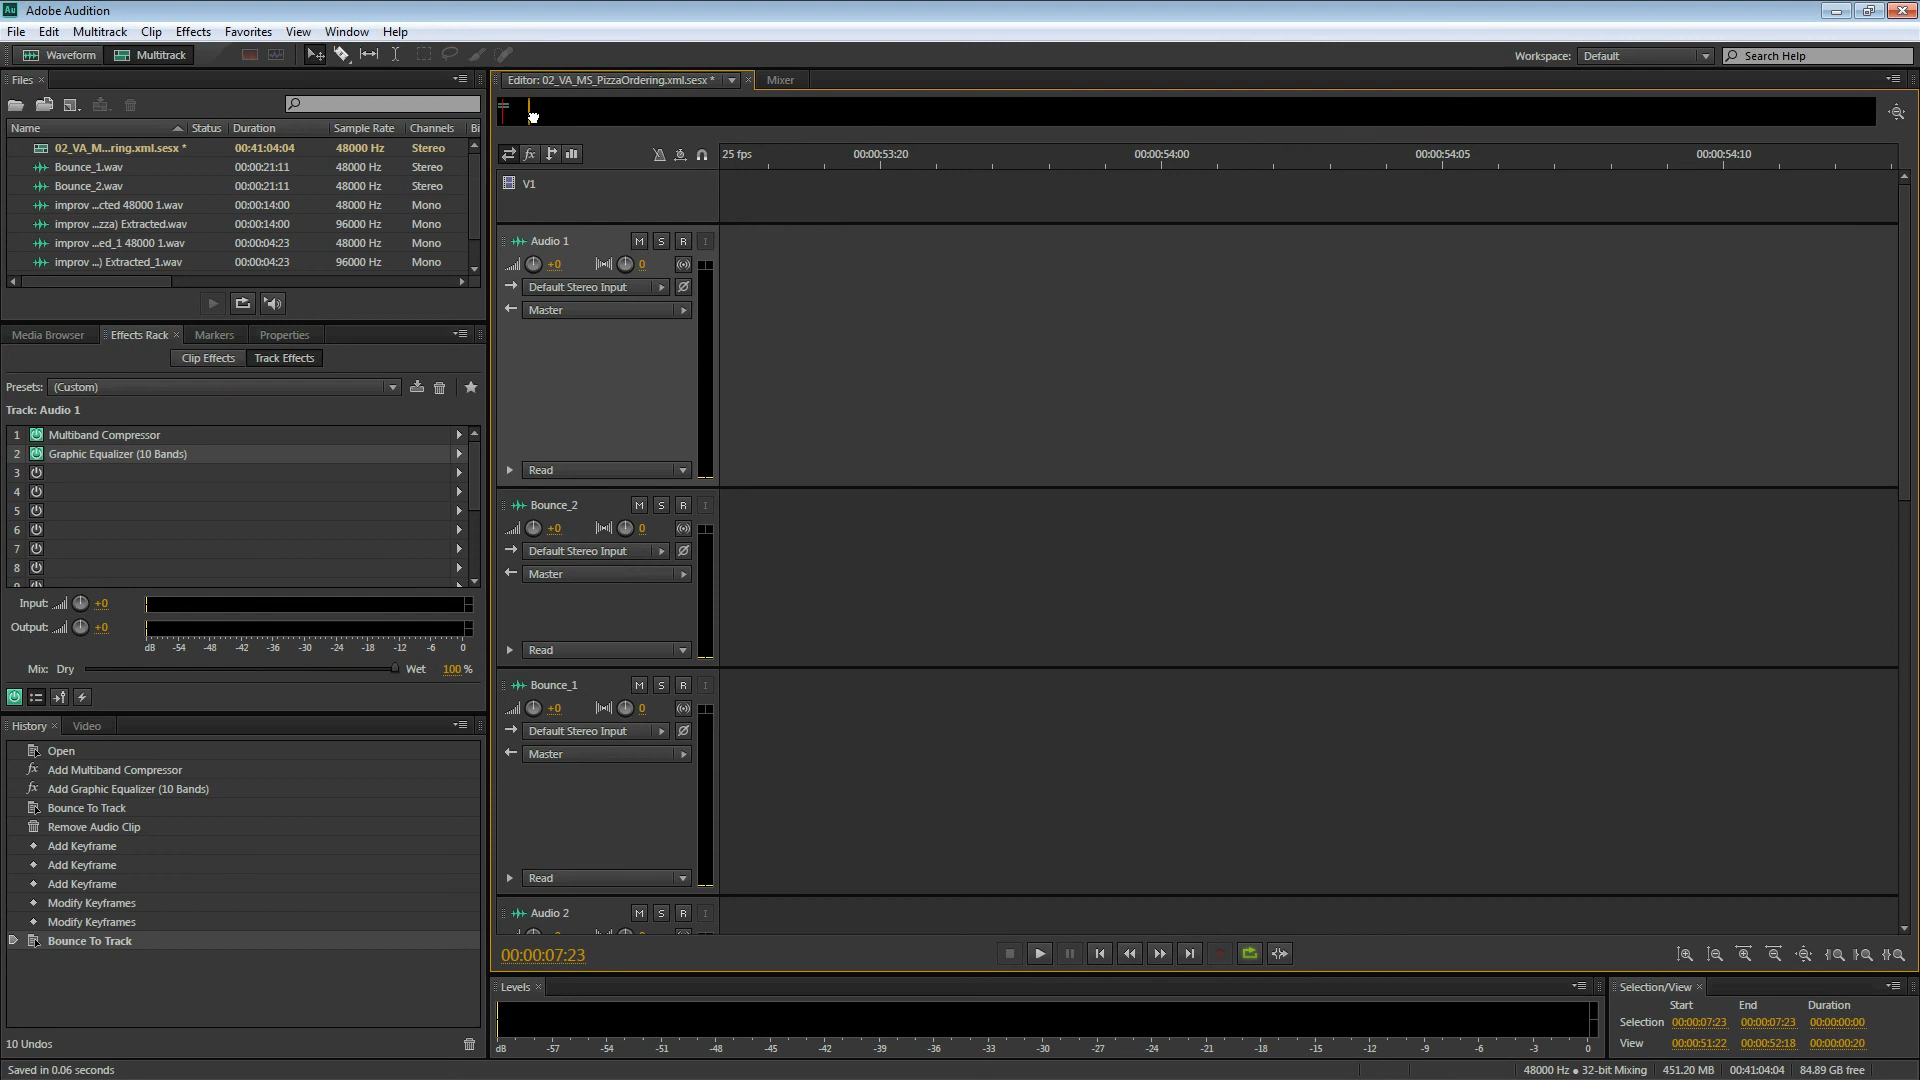 Au Adobe Audition
File Edit Multitrack Clip Effects Favorites View Window Help
Waveform Multitrack Workspace: Default Search Help
Files
Name Status Duration Sample Rate Channels Bi
02_VA_M...ring.xml.sesx * 00:41:04:04 48000 Hz Stereo
Bounce_1.wav 00:00:21:11 48000 Hz Stereo
Bounce_2.wav 00:00:21:11 48000 Hz Stereo
improv ...cted 48000 1.wav 00:00:14:00 48000 Hz Mono
improv ...zza) Extracted.wav 00:00:14:00 96000 Hz Mono
improv ...ed_1 48000 1.wav 00:00:04:23 48000 Hz Mono
improv ...) Extracted_1.wav 00:00:04:23 96000 Hz Mono
Media Browser Effects Rack Markers Properties
Clip Effects Track Effects
Presets: (Custom)
Track: Audio 1
1 Multiband Compressor
2 Graphic Equalizer (10 Bands)
3
4
5
6
7
8
Input: +0
Output: +0
dB -54 -48 -42 -36 -30 -24 -18 -12 -6 0
Mix: Dry Wet 100 %
History Video
Open
fx Add Multiband Compressor
fx Add Graphic Equalizer (10 Bands)
Bounce To Track
Remove Audio Clip
Add Keyframe
Add Keyframe
Add Keyframe
Modify Keyframes
Modify Keyframes
Bounce To Track
10 Undos
Saved in 0.06 seconds
Editor: 02_VA_MS_PizzaOrdering.xml.sesx * Mixer
fx 25 fps 00:00:53:20 00:00:54:00 00:00:54:05 00:00:54:10
V1
Audio 1 M S R I
+0 0
Default Stereo Input
Master
Read
Bounce_2 M S R I
+0 0
Default Stereo Input
Master
Read
Bounce_1 M S R I
+0 0
Default Stereo Input
Master
Read
Audio 2 M S R I
00:00:07:23
Levels
dB -57 -54 -51 -48 -45 -42 -39 -36 -33 -30 -27 -24 -21 -18 -15 -12 -9 -6 -3 0
Selection/View
Start End Duration
Selection 00:00:07:23 00:00:07:23 00:00:00:00
View 00:00:51:22 00:00:52:18 00:00:00:20
48000 Hz ● 32-bit Mixing 451.20 MB 00:41:04:04 84.89 GB free